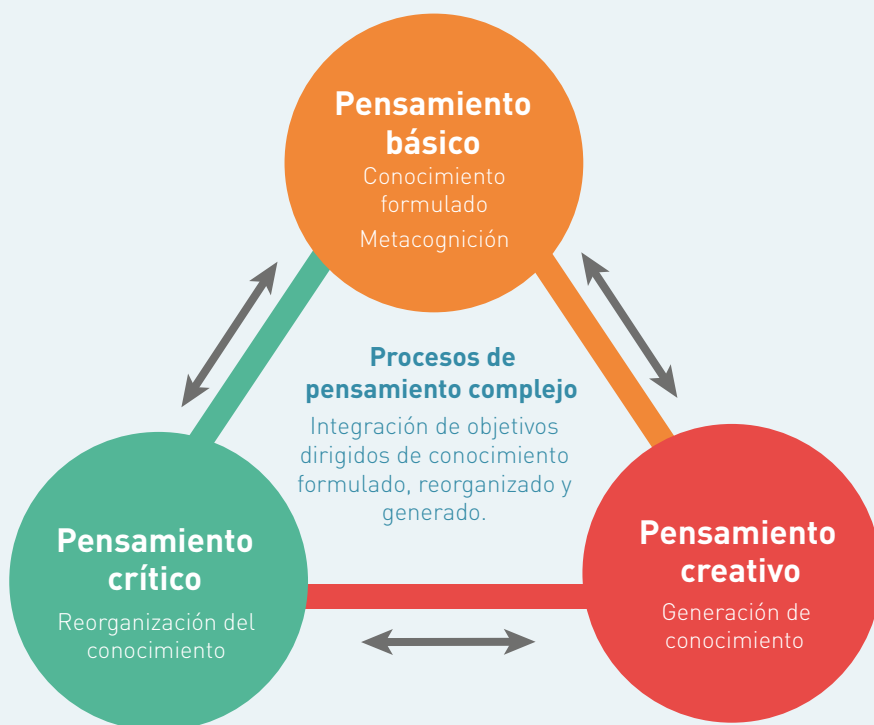 Pensamiento
básico
Conocimiento
formulado
Metacognición
Procesos de
pensamiento complejo
Integración de objetivos
dirigidos de conocimiento
formulado, reorganizado y
generado.
Pensamiento
crítico
Reorganización del
conocimiento
Pensamiento
creativo
Generación de
conocimiento